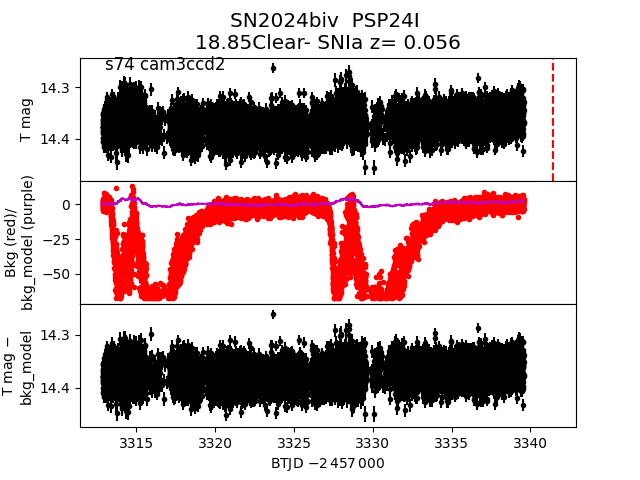 SN2024biv  PSP24I
18.85Clear- SNIa z= 0.056
s74 cam3ccd2
14.3
14.4
T mag
0
−25
−50
Bkg (red)/
bkg_model (purple)
14.3
14.4
T mag −
bkg_model
3315
3320
3325
3330
3335
3340
BTJD −2 457 000